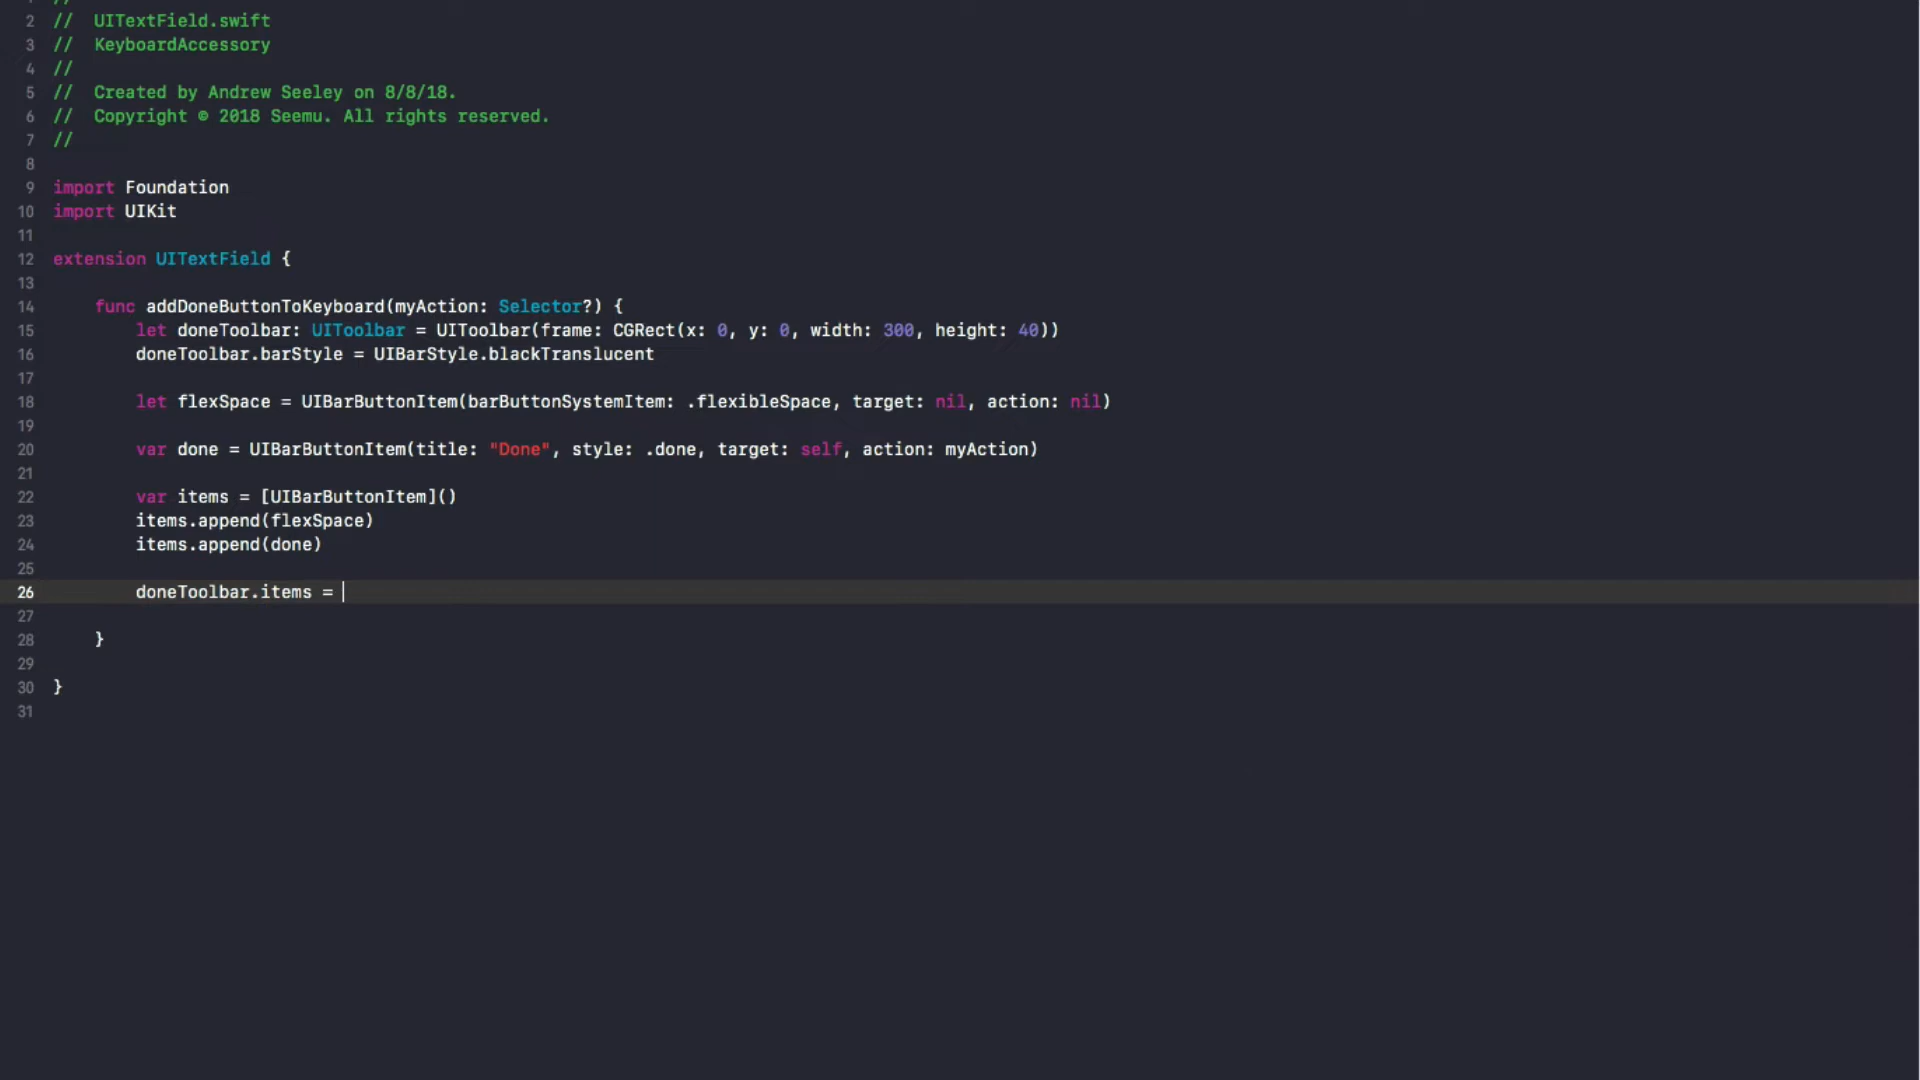 //
2 // UITextField.swift
3 // KeyboardAccessory
4 //
5 // Created by Andrew Seeley on 8/8/18.
6 // Copyright © 2018 Seemu. All rights reserved.
7 //
8
9 import Foundation
10 import UIKit
11
12 extension UITextField {
13
14 func addDoneButtonToKeyboard(myAction: Selector?) {
15 let doneToolbar: UIToolbar = UIToolbar(frame: CGRect(x: 0, y: 0, width: 300, height: 40))
16 doneToolbar.barStyle = UIBarStyle.blackTranslucent
17
18 let flexSpace = UIBarButtonItem(barButtonSystemItem: .flexibleSpace, target: nil, action: nil)
19
20 var done = UIBarButtonItem(title: "Done", style: .done, target: self, action: myAction)
21
22 var items = [UIBarButtonItem]()
23 items.append(flexSpace)
24 items.append(done)
25
26 doneToolbar.items =
27
28 }
29
30 }
31